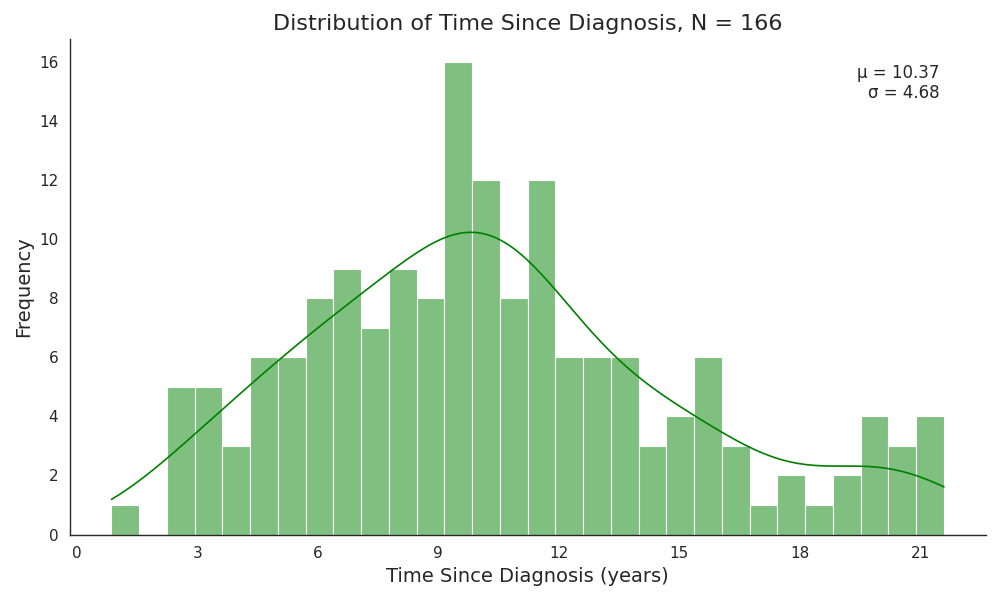 Distribution of Time Since Diagnosis, N = 166
μ = 10.37
σ = 4.68
Frequency
16
14
12
10
8
6
4
2
0
0 3 6 9 12 15 18 21
Time Since Diagnosis (years)